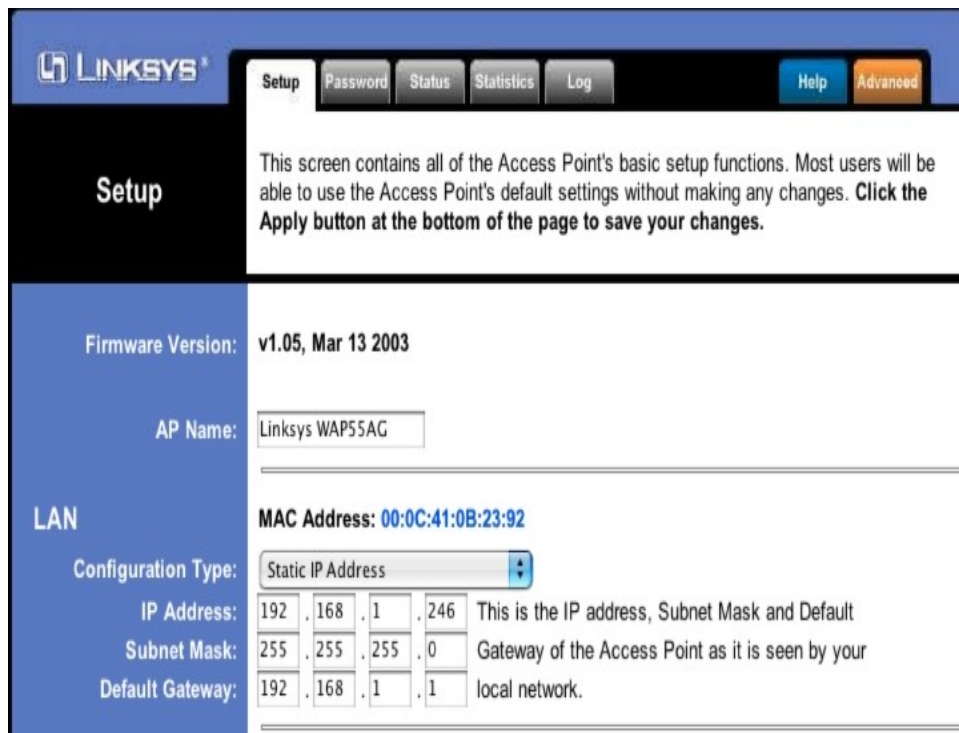 LINKSYS®
Setup Password Status Statistics Log Help Advanced
Setup
This screen contains all of the Access Point's basic setup functions. Most users will be
able to use the Access Point's default settings without making any changes. Click the
Apply button at the bottom of the page to save your changes.
Firmware Version: v1.05, Mar 13 2003
AP Name: Linksys WAP55AG
LAN MAC Address: 00:0C:41:0B:23:92
Configuration Type: Static IP Address
IP Address: 192 . 168 . 1 . 246 This is the IP address, Subnet Mask and Default
Subnet Mask: 255 . 255 . 255 . 0 Gateway of the Access Point as it is seen by your
Default Gateway: 192 . 168 . 1 . 1 local network.